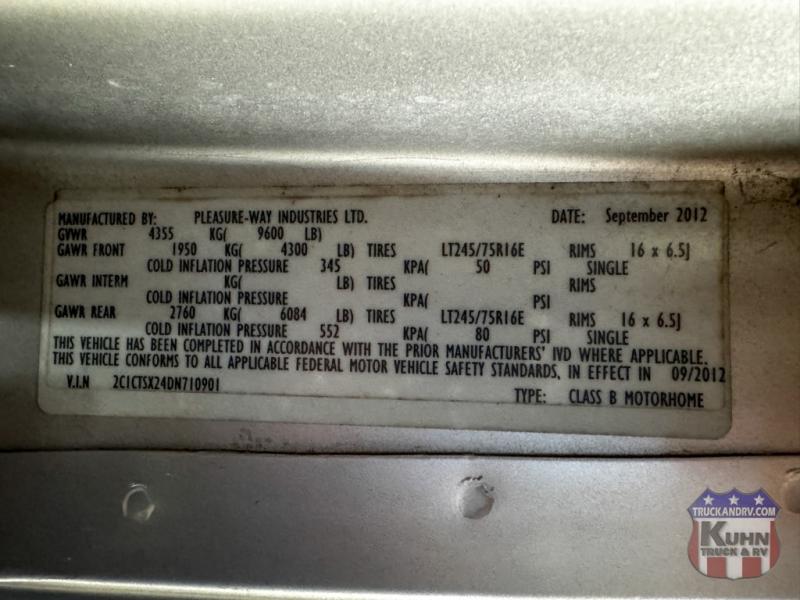 MANUFACTURED BY: PLEASURE-WAY INDUSTRIES LTD. DATE: September 2012
GVWR 4355 KG( 9600 LB)
GAWR FRONT 1950 KG( 4300 LB) TIRES LT245/75R16E RIMS 16 x 6.5J
COLD INFLATION PRESSURE 345 KPA( 50 PSI SINGLE
GAWR INTERM KG( LB) TIRES RIMS
COLD INFLATION PRESSURE KPA( PSI
GAWR REAR 2760 KG( 6084 LB) TIRES LT245/75R16E RIMS 16 x 6.5J
COLD INFLATION PRESSURE 552 KPA( 80 PSI SINGLE
THIS VEHICLE HAS BEEN COMPLETED IN ACCORDANCE WITH THE PRIOR MANUFACTURERS' IVD WHERE APPLICABLE.
THIS VEHICLE CONFORMS TO ALL APPLICABLE FEDERAL MOTOR VEHICLE SAFETY STANDARDS, IN EFFECT IN 09/2012
V.I.N 2C1CTSX24DN710901
TYPE: CLASS B MOTORHOME
TRUCKANDRV.COM
KUHN
TRUCK & RV